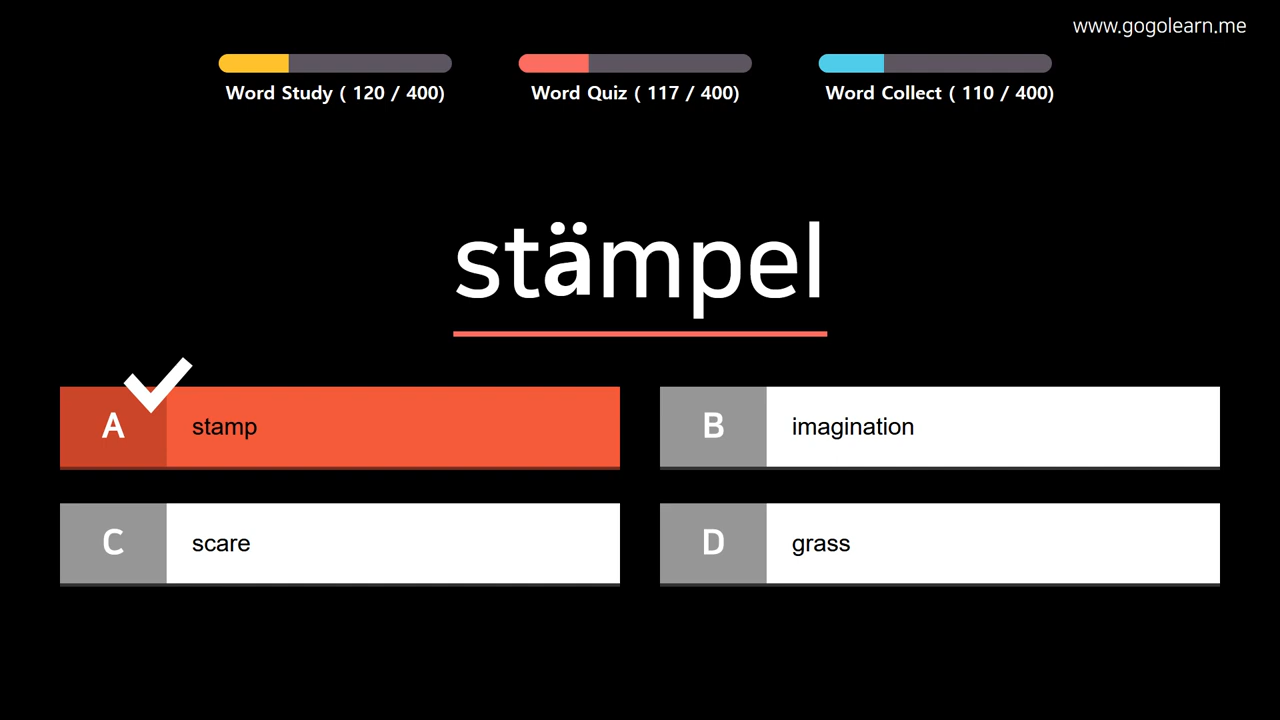 www.gogolearn.me
Word Study ( 120 / 400)
Word Quiz ( 117 / 400)
Word Collect ( 110 / 400)
stämpel
A
stamp
B
imagination
C
scare
D
grass